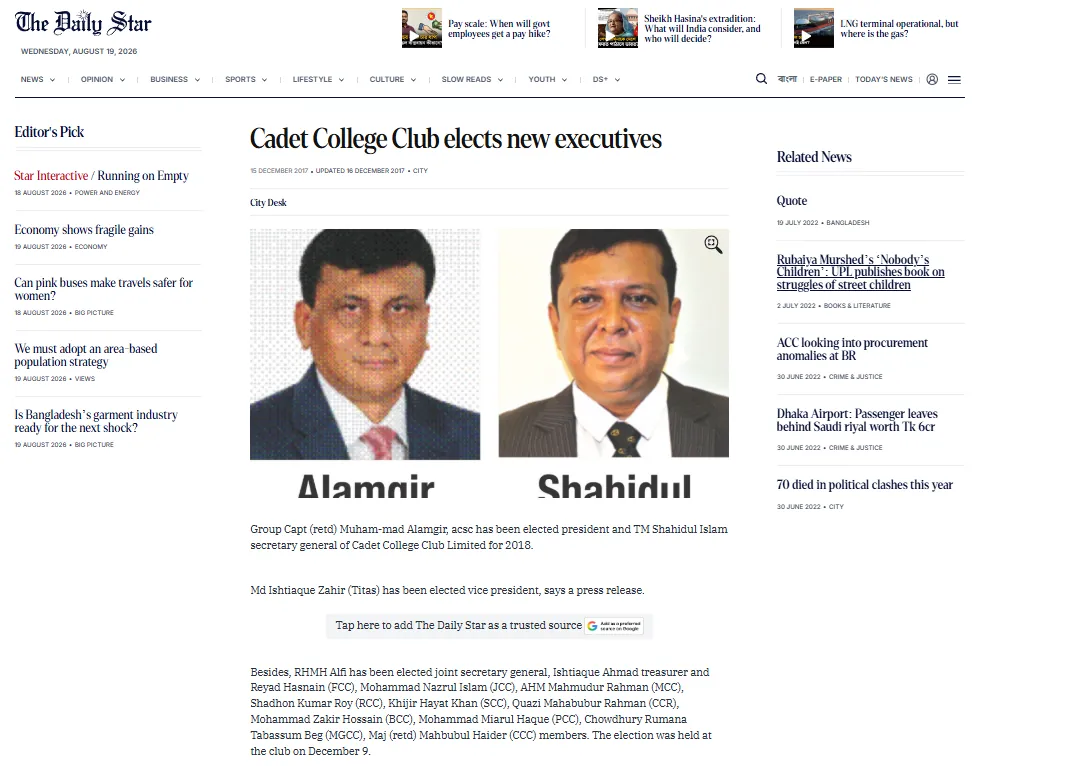 The Daily Star
WEDNESDAY, AUGUST 19, 2026
Pay scale: When will govt
employees get a pay hike?
Sheikh Hasina's extradition:
What will India consider, and
who will decide?
LNG terminal operational, but
where is the gas?
NEWS
OPINION
BUSINESS
SPORTS
LIFESTYLE
CULTURE
SLOW READS
YOUTH
DS+
বাংলা
E-PAPER
TODAY'S NEWS
Editor's Pick
Star Interactive / Running on Empty
18 AUGUST 2026 • POWER AND ENERGY
Economy shows fragile gains
19 AUGUST 2026 • ECONOMY
Can pink buses make travels safer for
women?
18 AUGUST 2026 • BIG PICTURE
We must adopt an area-based
population strategy
19 AUGUST 2026 • VIEWS
Is Bangladesh's garment industry
ready for the next shock?
19 AUGUST 2026 • BIG PICTURE
Cadet College Club elects new executives
15 DECEMBER 2017 • UPDATED 16 DECEMBER 2017 • CITY
City Desk
Alamgir
Shahidul
Group Capt (retd) Muham-mad Alamgir, acsc has been elected president and TM Shahidul Islam
secretary general of Cadet College Club Limited for 2018.
Md Ishtiaque Zahir (Titas) has been elected vice president, says a press release.
Tap here to add The Daily Star as a trusted source
Add as a preferred
source on Google
Besides, RHMH Alfi has been elected joint secretary general, Ishtiaque Ahmad treasurer and
Reyad Hasnain (FCC), Mohammad Nazrul Islam (JCC), AHM Mahmudur Rahman (MCC),
Shadhon Kumar Roy (RCC), Khijir Hayat Khan (SCC), Quazi Mahabubur Rahman (CCR),
Mohammad Zakir Hossain (BCC), Mohammad Miarul Haque (PCC), Chowdhury Rumana
Tabassum Beg (MGCC), Maj (retd) Mahbubul Haider (CCC) members. The election was held at
the club on December 9.
Related News
Quote
19 JULY 2022 • BANGLADESH
Rubaiya Murshed's 'Nobody's
Children': UPL publishes book on
struggles of street children
2 JULY 2022 • BOOKS & LITERATURE
ACC looking into procurement
anomalies at BR
30 JUNE 2022 • CRIME & JUSTICE
Dhaka Airport: Passenger leaves
behind Saudi riyal worth Tk 6cr
30 JUNE 2022 • CRIME & JUSTICE
70 died in political clashes this year
30 JUNE 2022 • CITY